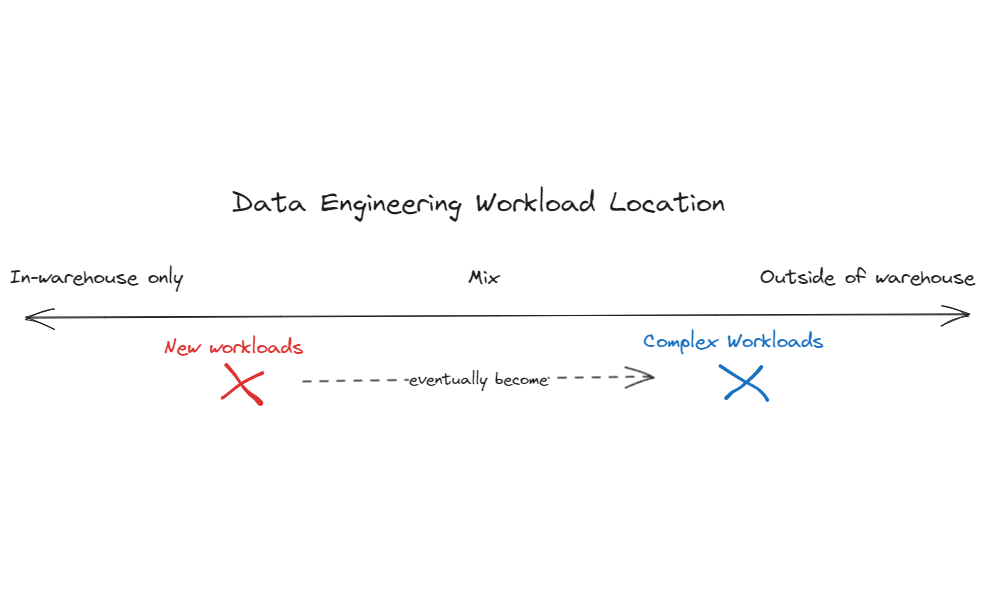 Data Engineering Workload Location
In-warehouse only
Mix
Outside of warehouse
New workloads
Complex Workloads
eventually become